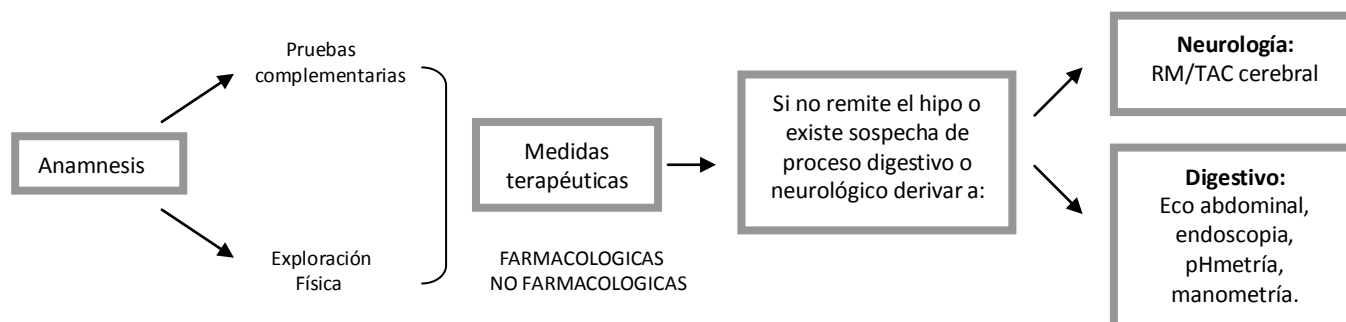 Anamnesis
Pruebas
complementarias
Exploración
Física
Medidas
terapéuticas
FARMACOLOGICAS
NO FARMACOLOGICAS
Si no remite el hipo o
existe sospecha de
proceso digestivo o
neurológico derivar a:
Neurología:
RM/TAC cerebral
Digestivo:
Eco abdominal,
endoscopia,
pHmetría,
manometría.